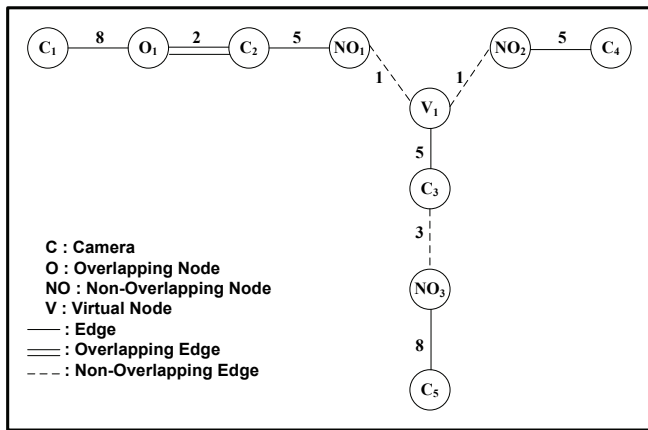 C₁ 8 O₁ 2 C₂ 5 NO₁ NO₂ 5 C₄
1 1
V₁
5
C₃
3
NO₃
8
C₅
C : Camera
O : Overlapping Node
NO : Non-Overlapping Node
V : Virtual Node
: Edge
: Overlapping Edge
: Non-Overlapping Edge